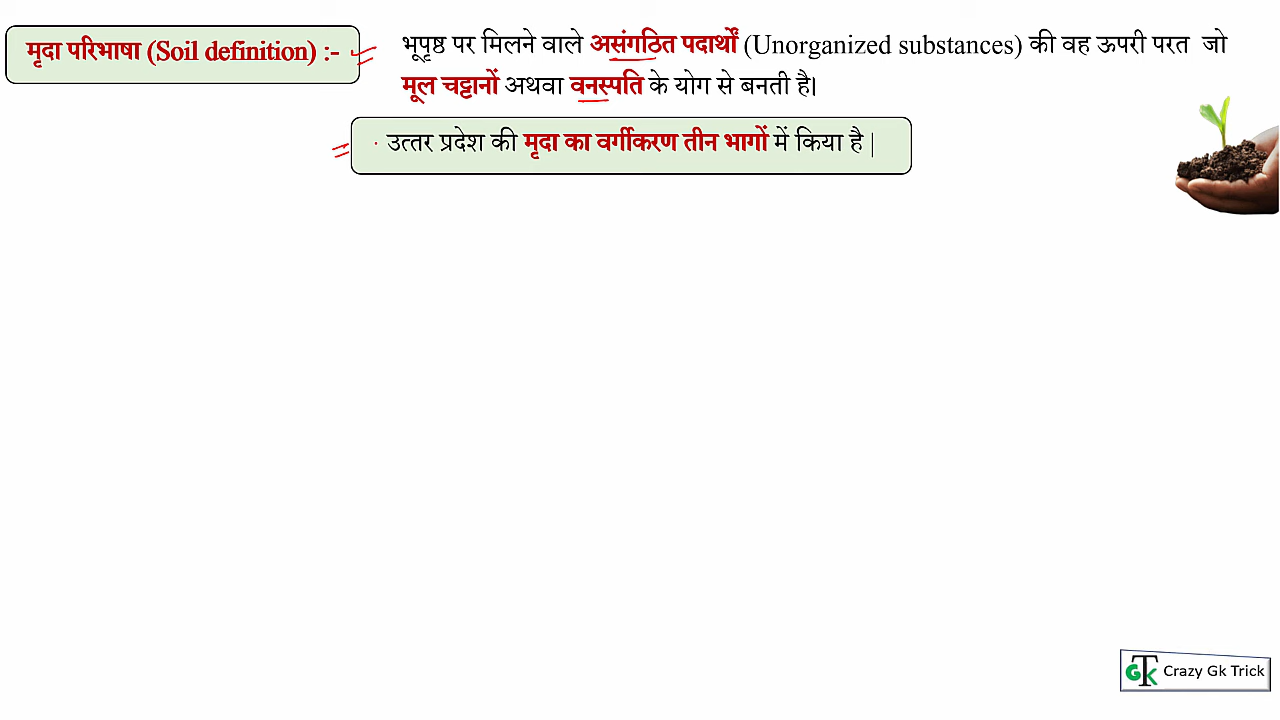 मृदा परिभाषा (Soil definition) :-
भूपृष्ठ पर मिलने वाले असंगठित पदार्थों (Unorganized substances) की वह ऊपरी परत जो
मूल चट्टानों अथवा वनस्पति के योग से बनती है।
· उत्तर प्रदेश की मृदा का वर्गीकरण तीन भागों में किया है |
GTK Crazy Gk Trick